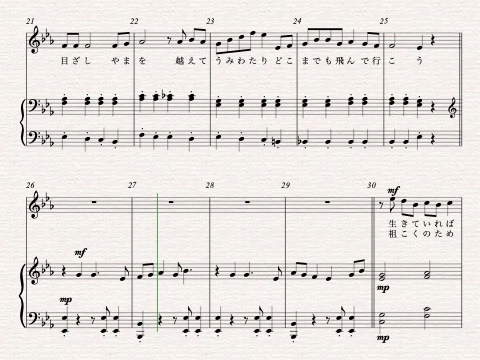 21 22 23 24 25
目ざし やまを 越えて うみわたり どこ までも飛んで行 こ う
26 27 28 29 30
mf
mf
生きていれば
祖こくのため
mp
mp
mp